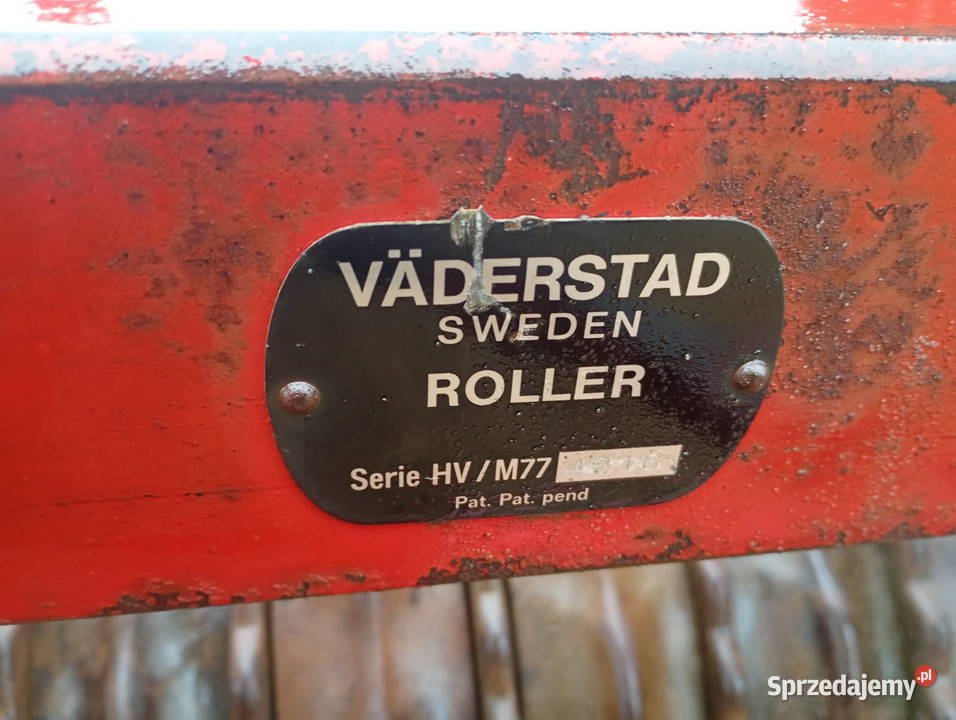 VÄDERSTAD
SWEDEN
ROLLER
Serie HV/M77
Pat. Pat. pend
Sprzedajemy.pl